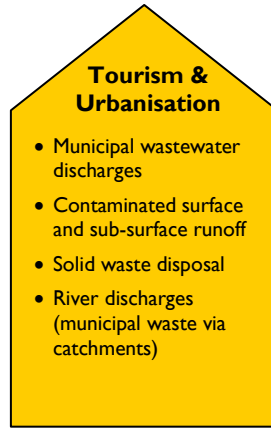 Tourism &
Urbanisation
• Municipal wastewater
discharges
• Contaminated surface
and sub-surface runoff
• Solid waste disposal
• River discharges
(municipal waste via
catchments)